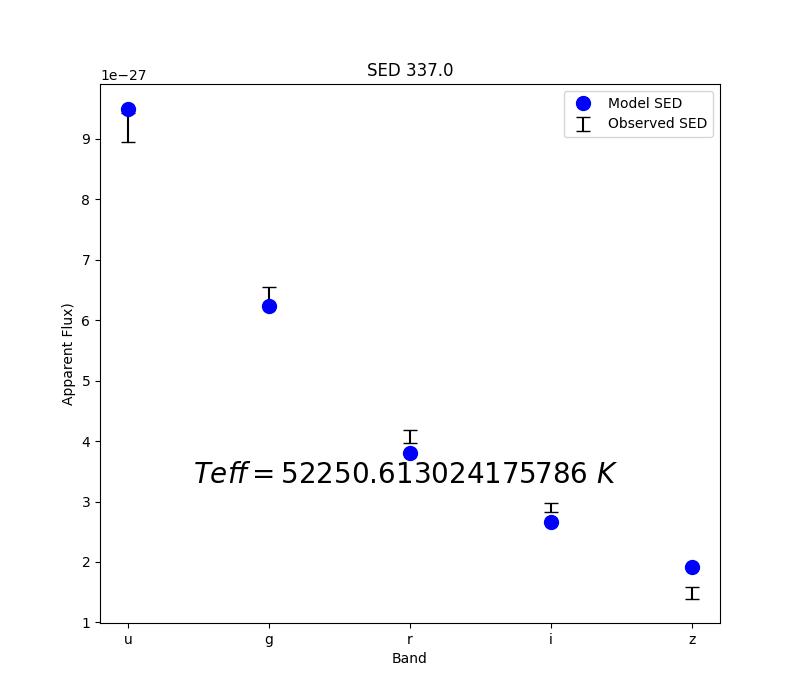 SED 337.0
1e−27
Model SED
Observed SED
9
8
7
6
5
4
3
2
1
Apparent Flux)
Teff = 52250.613024175786 K
u g r i z
Band